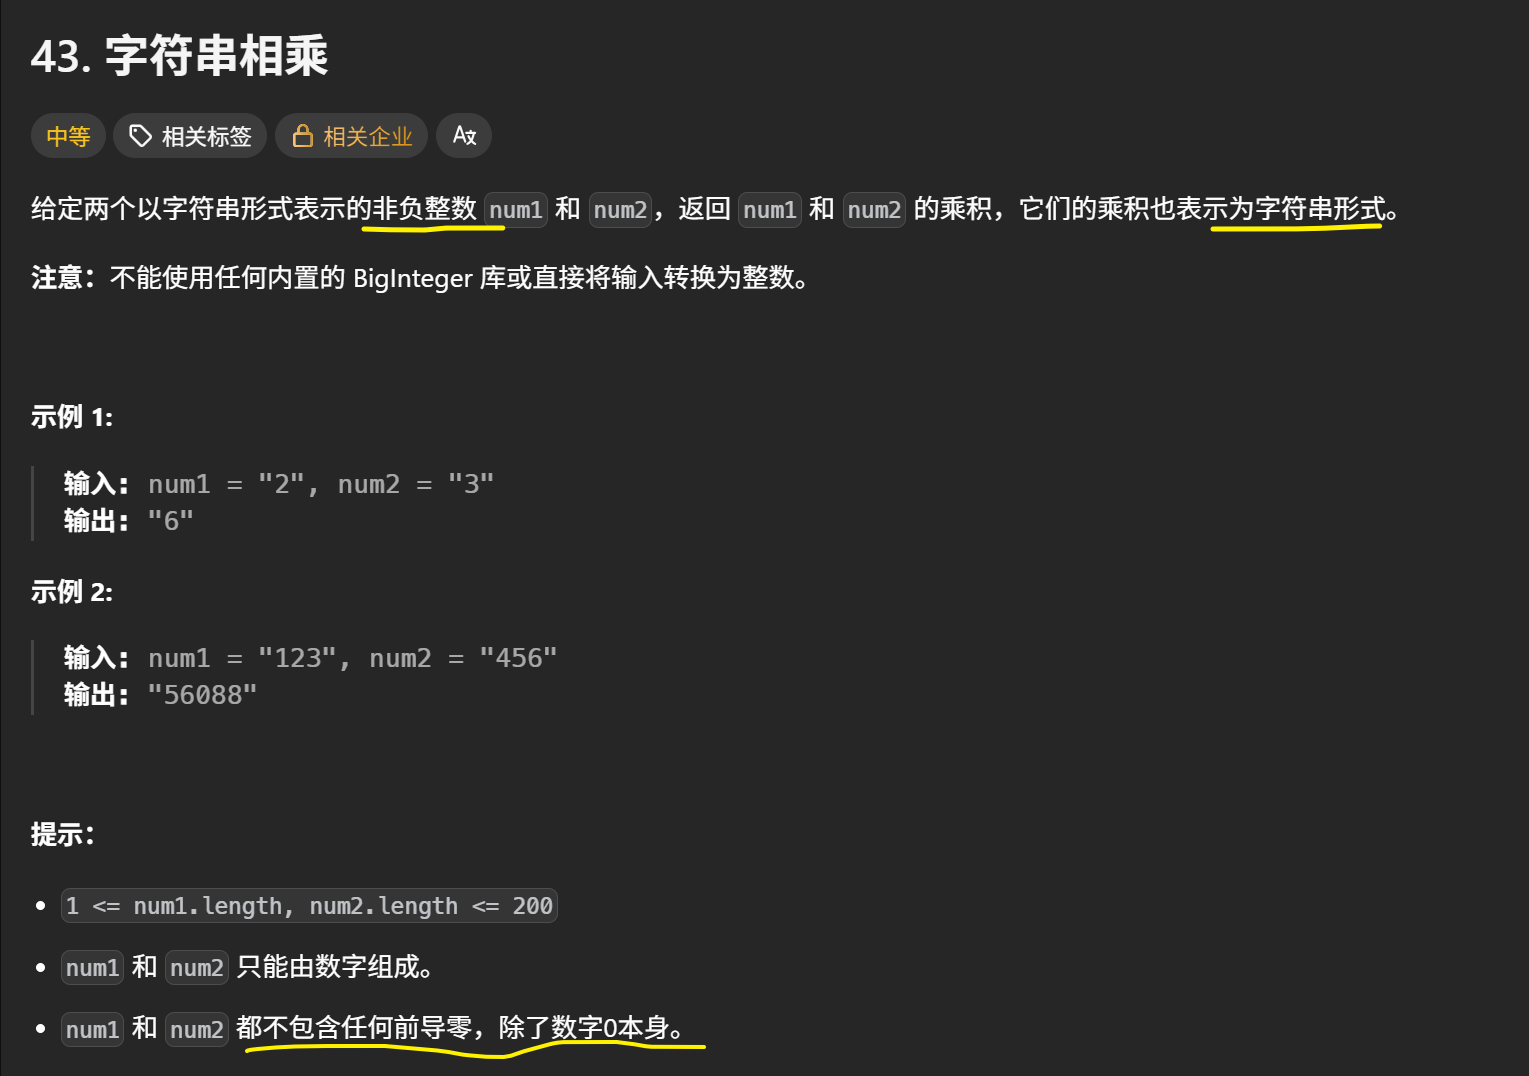 43. 字符串相乘
中等 相关标签 相关企业
给定两个以字符串形式表示的非负整数 num1 和 num2，返回 num1 和 num2 的乘积，它们的乘积也表示为字符串形式。
注意：不能使用任何内置的 BigInteger 库或直接将输入转换为整数。
示例 1:
输入: num1 = "2", num2 = "3"
输出: "6"
示例 2:
输入: num1 = "123", num2 = "456"
输出: "56088"
提示：
1 <= num1.length, num2.length <= 200
num1 和 num2 只能由数字组成。
num1 和 num2 都不包含任何前导零，除了数字0本身。